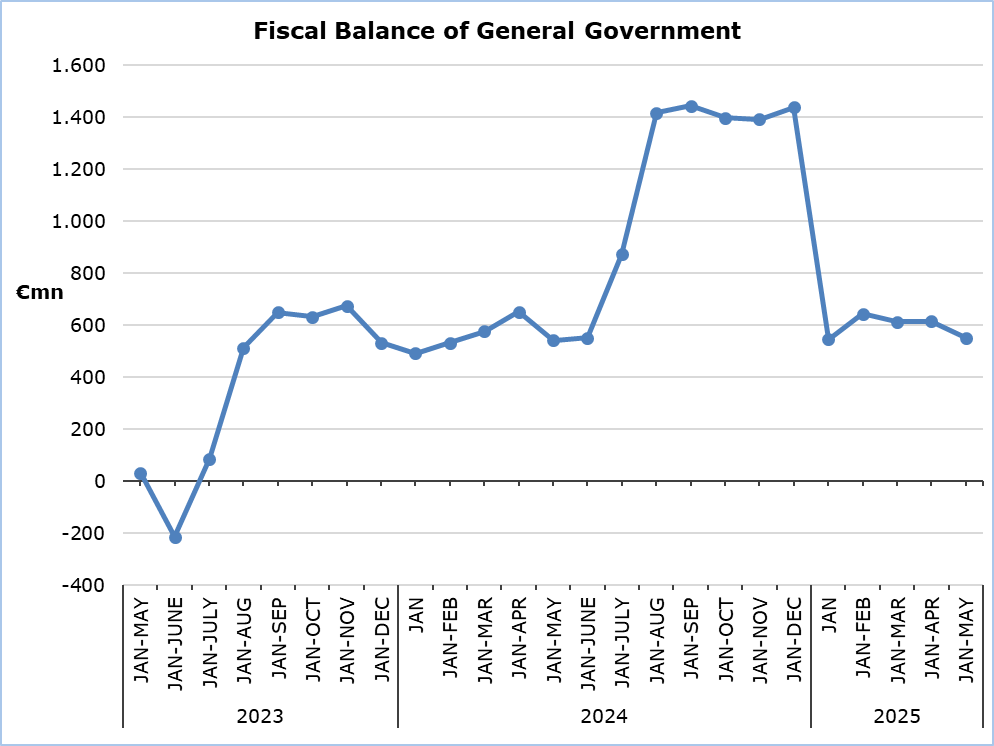 Fiscal Balance of General Government
1.600
1.400
1.200
1.000
800
€mn
600
400
200
0
-200
-400
JAN-MAY
JAN-JUNE
JAN-JULY
JAN-AUG
JAN-SEP
JAN-OCT
JAN-NOV
JAN-DEC
JAN
JAN-FEB
JAN-MAR
JAN-APR
JAN-MAY
JAN-JUNE
JAN-JULY
JAN-AUG
JAN-SEP
JAN-OCT
JAN-NOV
JAN-DEC
JAN
JAN-FEB
JAN-MAR
JAN-APR
JAN-MAY
2023
2024
2025